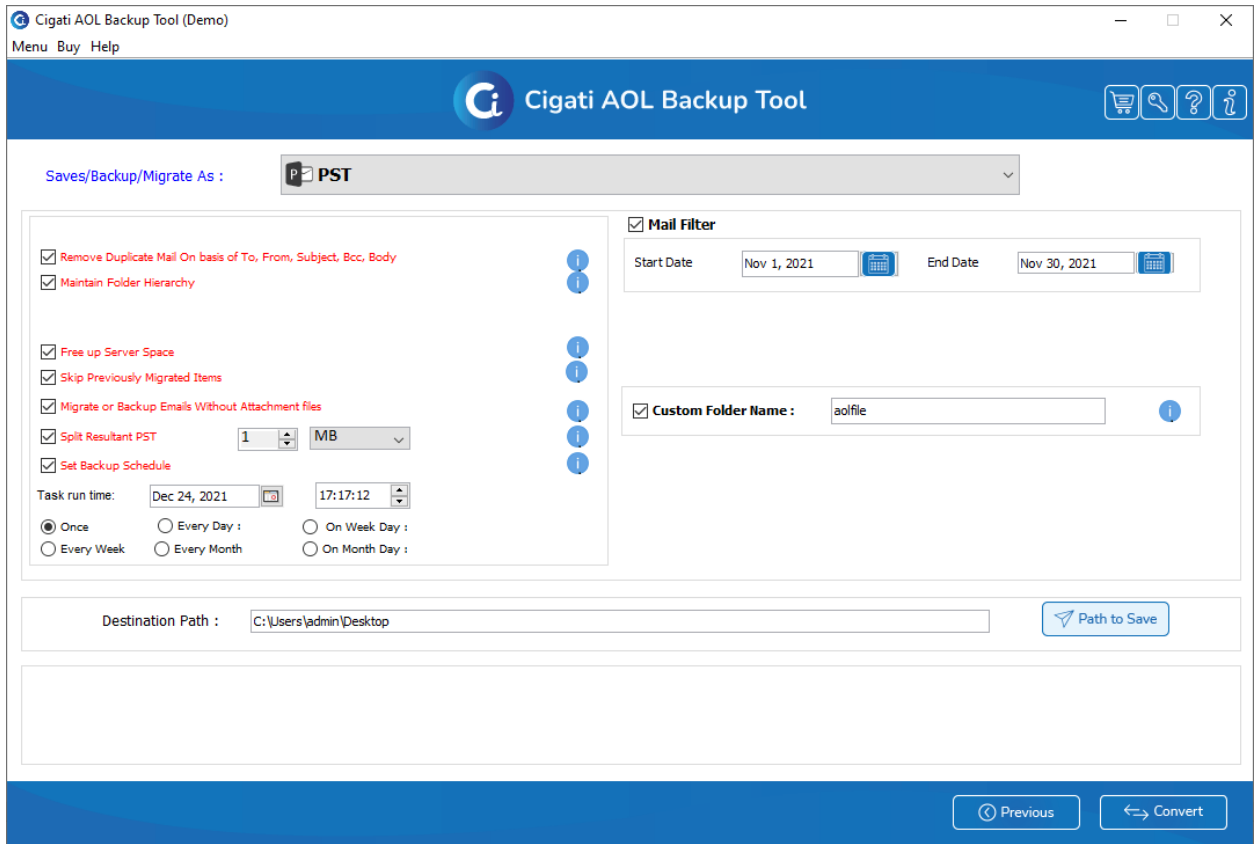 Cigati AOL Backup Tool (Demo)
Menu Buy Help
Cigati AOL Backup Tool
Saves/Backup/Migrate As :
PST
Remove Duplicate Mail On basis of To, From, Subject, Bcc, Body
Maintain Folder Hierarchy
Free up Server Space
Skip Previously Migrated Items
Migrate or Backup Emails Without Attachment files
Split Resultant PST 1 MB
Set Backup Schedule
Task run time: Dec 24, 2021 17:17:12
Once Every Day : On Week Day :
Every Week Every Month On Month Day :
Mail Filter
Start Date Nov 1, 2021 End Date Nov 30, 2021
Custom Folder Name : aolfile
Destination Path : C:\Users\admin\Desktop Path to Save
Previous Convert